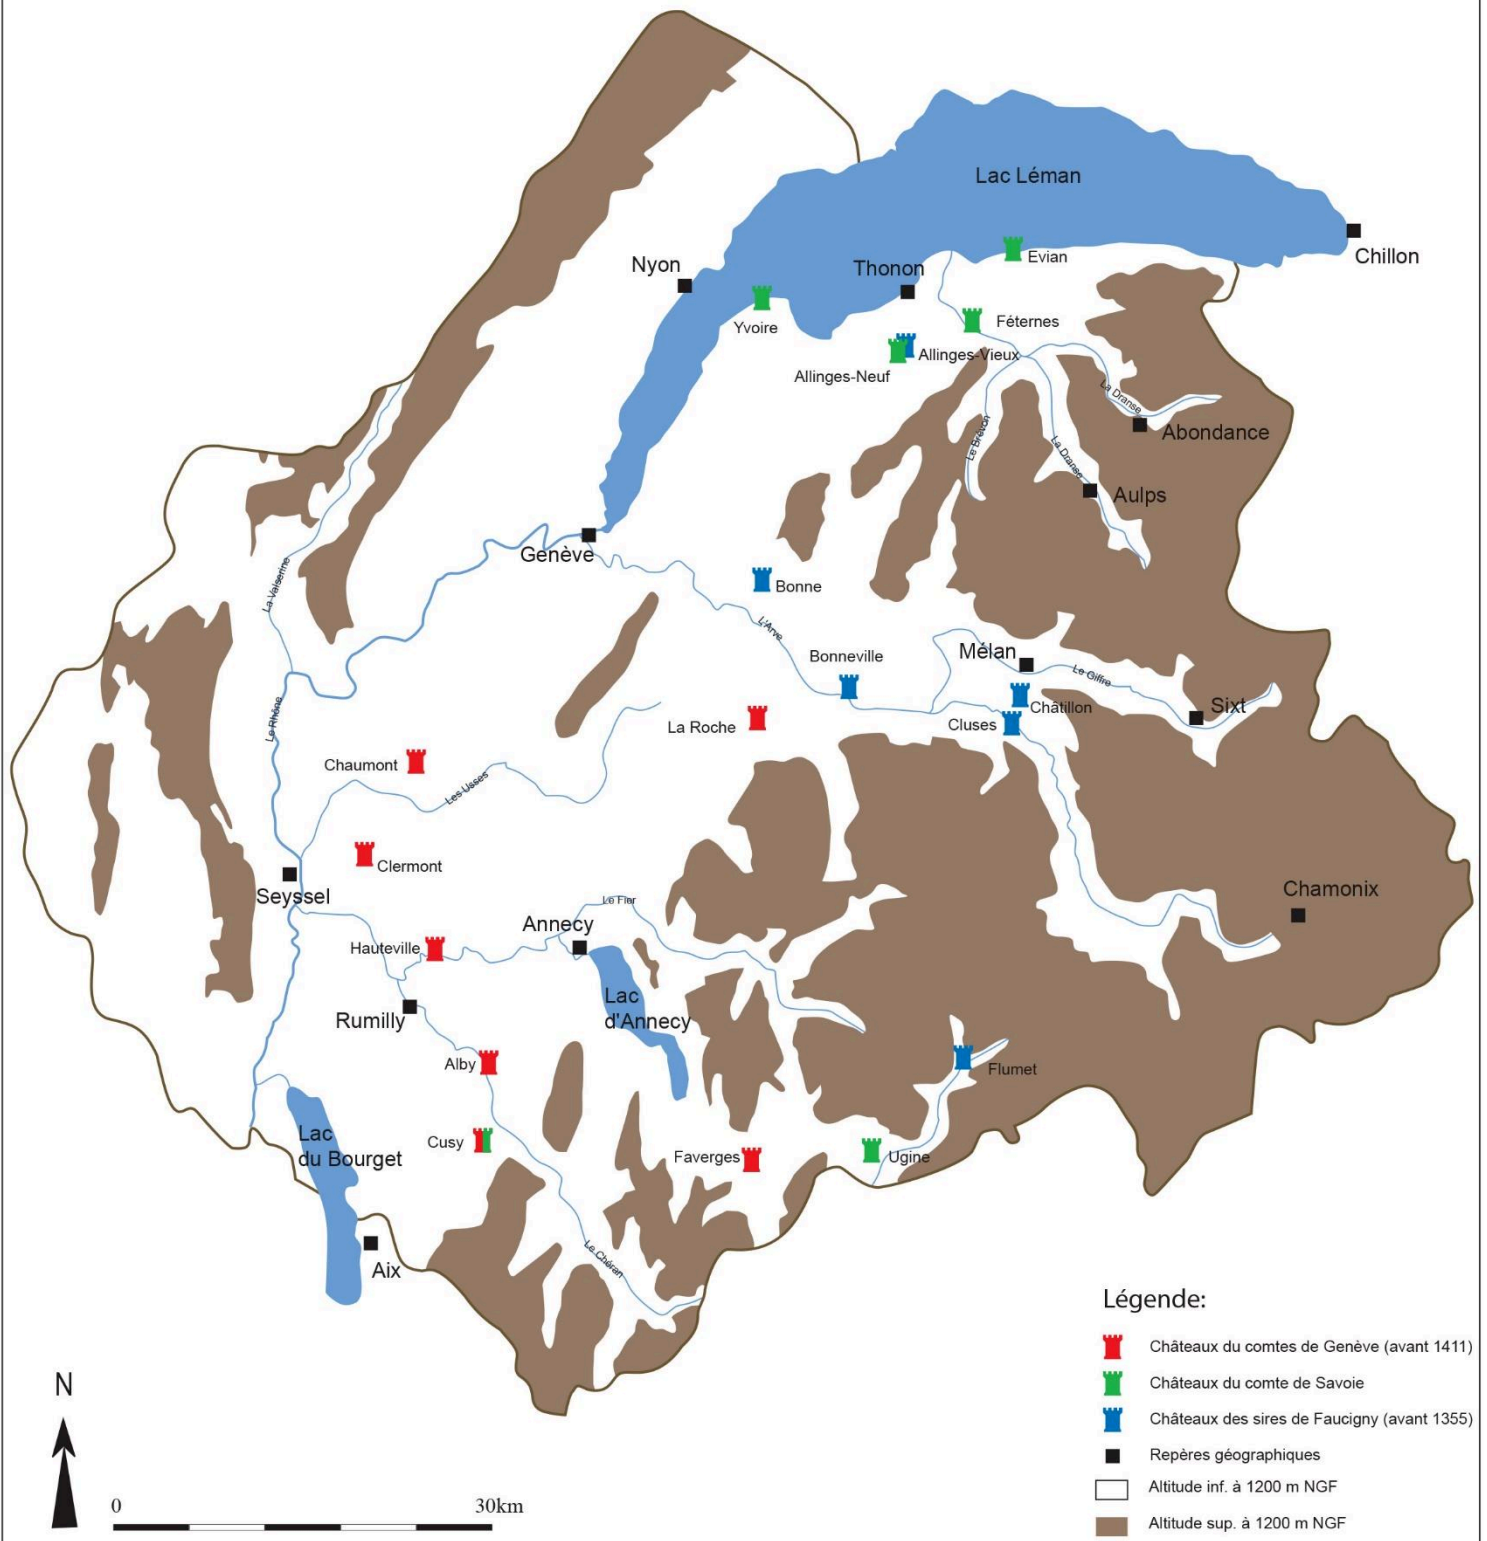 Lac Léman
Chillon
Evian
Thonon
Nyon
Yvoire
Féternes
Allinges-Vieux
Allinges-Neuf
La Dranse
Abondance
Le Brévon
La Dranse
Aulps
Genève
La Valserine
Bonne
L'Arve
Bonneville
Mélan
Le Giffre
Sixt
Châtillon
Cluses
La Roche
Le Rhône
Chaumont
Les Usses
Clermont
Seyssel
Chamonix
Le Fier
Annecy
Hauteville
Lac
d'Annecy
Rumilly
Alby
Flumet
Lac
du Bourget
Cusy
Faverges
Ugine
Aix
Le Chéran
Légende:
Châteaux du comtes de Genève (avant 1411)
Châteaux du comte de Savoie
Châteaux des sires de Faucigny (avant 1355)
Repères géographiques
Altitude inf. à 1200 m NGF
Altitude sup. à 1200 m NGF
N
0
30km